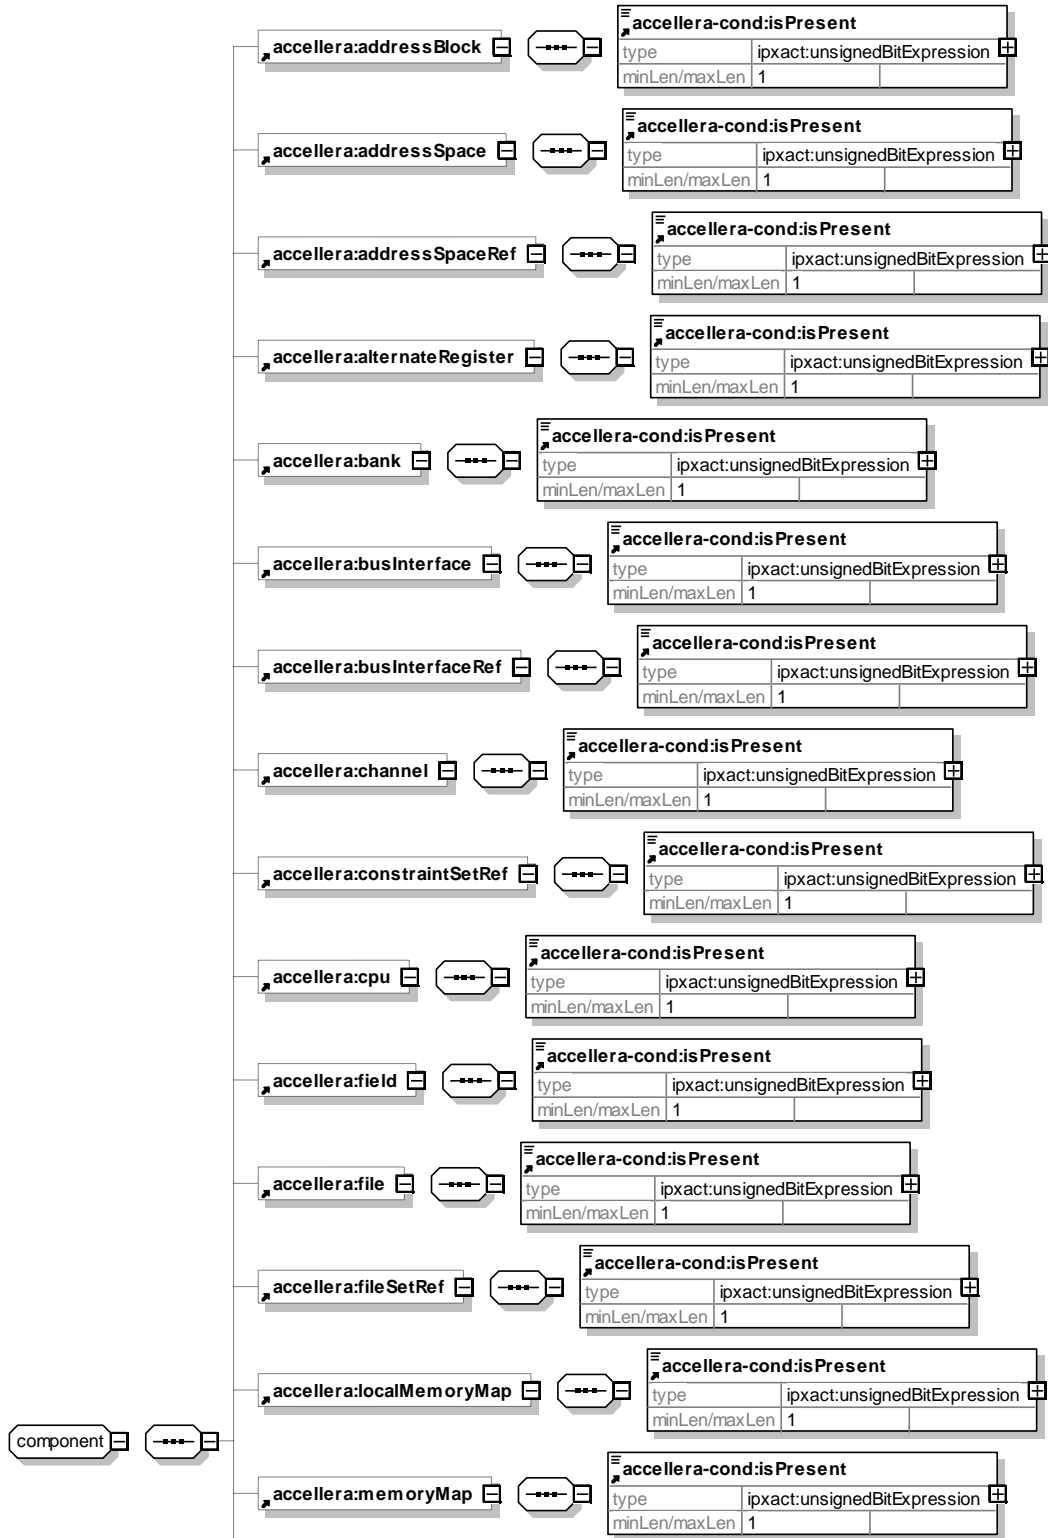 accellera:addressBlock
accellera-cond:isPresent
type ipxact:unsignedBitExpression
minLen/maxLen 1
accellera:addressSpace
accellera-cond:isPresent
type ipxact:unsignedBitExpression
minLen/maxLen 1
accellera:addressSpaceRef
accellera-cond:isPresent
type ipxact:unsignedBitExpression
minLen/maxLen 1
accellera:alternateRegister
accellera-cond:isPresent
type ipxact:unsignedBitExpression
minLen/maxLen 1
accellera:bank
accellera-cond:isPresent
type ipxact:unsignedBitExpression
minLen/maxLen 1
accellera:busInterface
accellera-cond:isPresent
type ipxact:unsignedBitExpression
minLen/maxLen 1
accellera:busInterfaceRef
accellera-cond:isPresent
type ipxact:unsignedBitExpression
minLen/maxLen 1
accellera:channel
accellera-cond:isPresent
type ipxact:unsignedBitExpression
minLen/maxLen 1
accellera:constraintSetRef
accellera-cond:isPresent
type ipxact:unsignedBitExpression
minLen/maxLen 1
accellera:cpu
accellera-cond:isPresent
type ipxact:unsignedBitExpression
minLen/maxLen 1
accellera:field
accellera-cond:isPresent
type ipxact:unsignedBitExpression
minLen/maxLen 1
accellera:file
accellera-cond:isPresent
type ipxact:unsignedBitExpression
minLen/maxLen 1
accellera:fileSetRef
accellera-cond:isPresent
type ipxact:unsignedBitExpression
minLen/maxLen 1
accellera:localMemoryMap
accellera-cond:isPresent
type ipxact:unsignedBitExpression
minLen/maxLen 1
component
accellera:memoryMap
accellera-cond:isPresent
type ipxact:unsignedBitExpression
minLen/maxLen 1